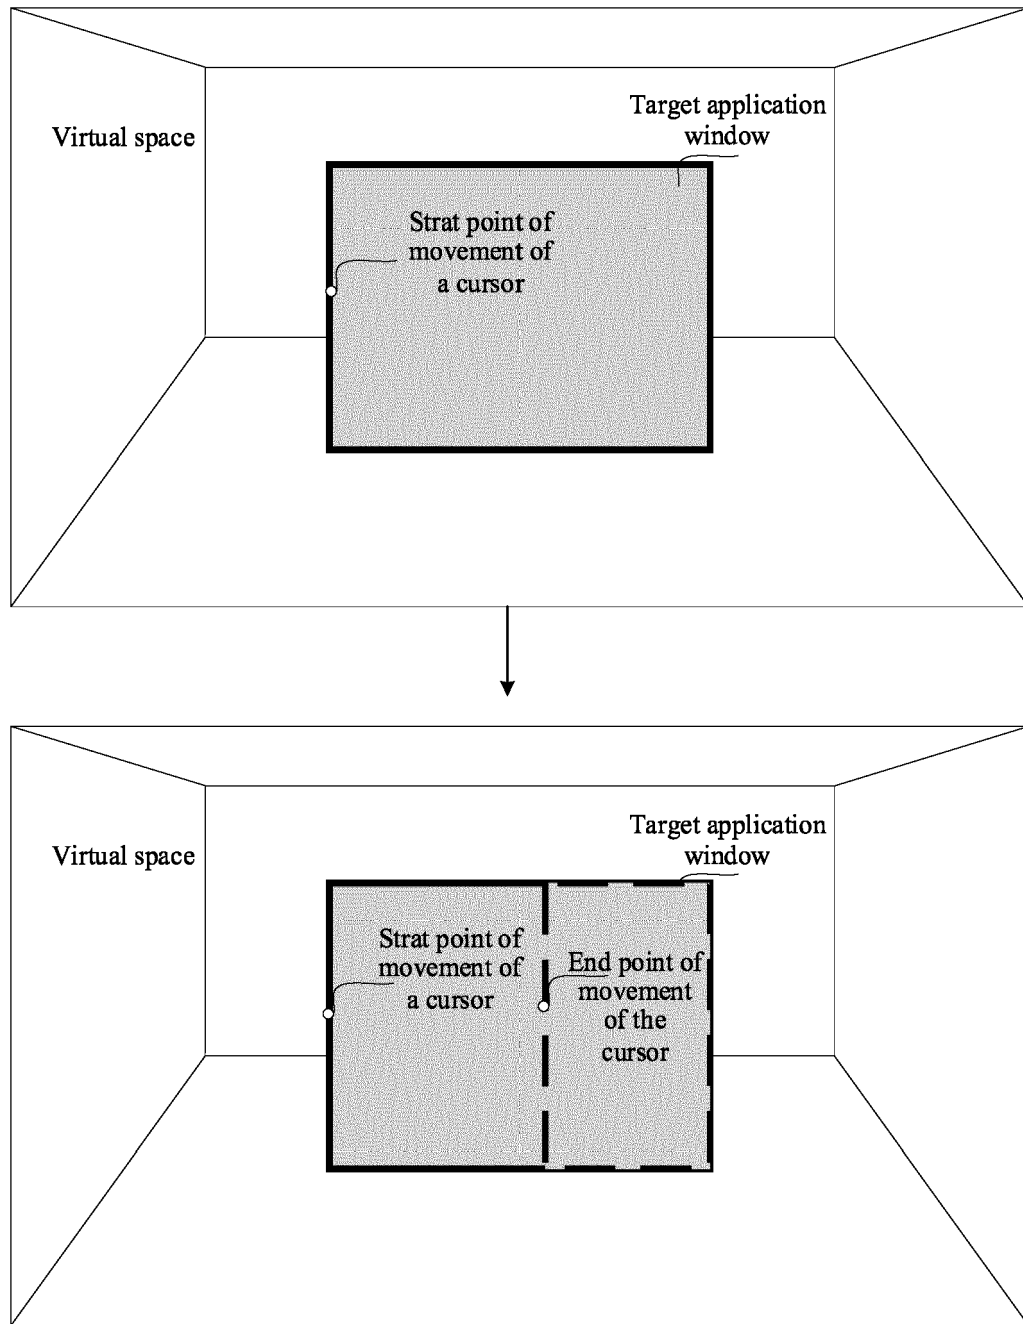 Virtual space
Target application
window
Strat point of
movement of
a cursor
Virtual space
Target application
window
Strat point of
movement of
a cursor
End point of
movement
of the
cursor